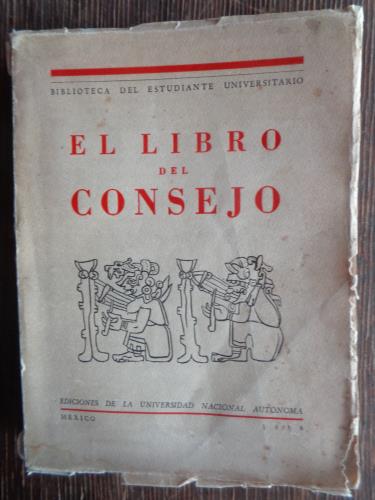 BIBLIOTECA DEL ESTUDIANTE UNIVERSITARIO
EL LIBRO
DEL
CONSEJO
EDICIONES DE LA UNIVERSIDAD NACIONAL AUTONOMA
MEXICO